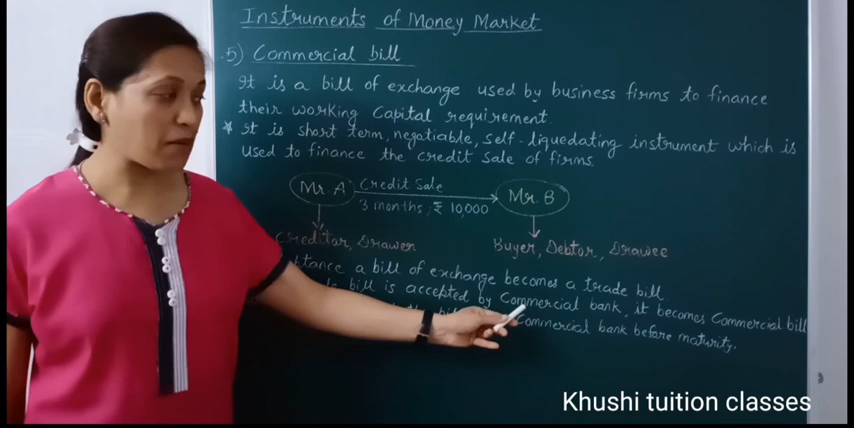 Instruments of Money Market
5) Commercial bill
It is a bill of exchange used by business firms to finance
their working Capital requirement.
* It is short term, negotiable, self-liquedating instrument which is
used to finance the credit sale of firms.
Mr. A Credit Sale Mr. B
3 months, ₹ 10,000
Creditor, Drawer Buyer, Debtor, Drawee
a bill of exchange becomes a trade bill
bill is accepted by Commercial bank, it becomes Commercial bill
Commercial bank before maturity.
Khushi tuition classes